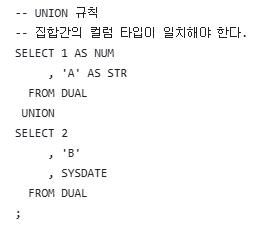 -- UNION 규칙
-- 집합간의 컬럼 타입이 일치해야 한다.
SELECT 1 AS NUM
     , 'A' AS STR
  FROM DUAL
 UNION
SELECT 2
     , 'B'
     , SYSDATE
  FROM DUAL
;